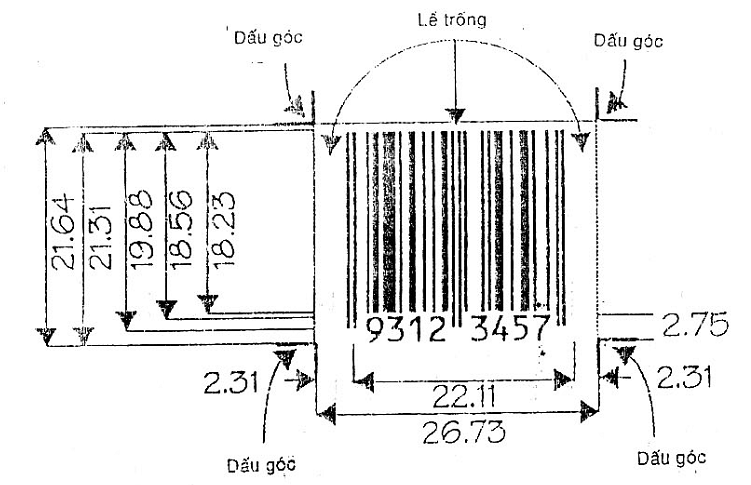 Lề trống
Dấu góc
Dấu góc
21.64
21.31
19.88
18.56
18.23
9312 3457
2.75
2.31
22.11
2.31
26.73
Dấu góc
Dấu góc